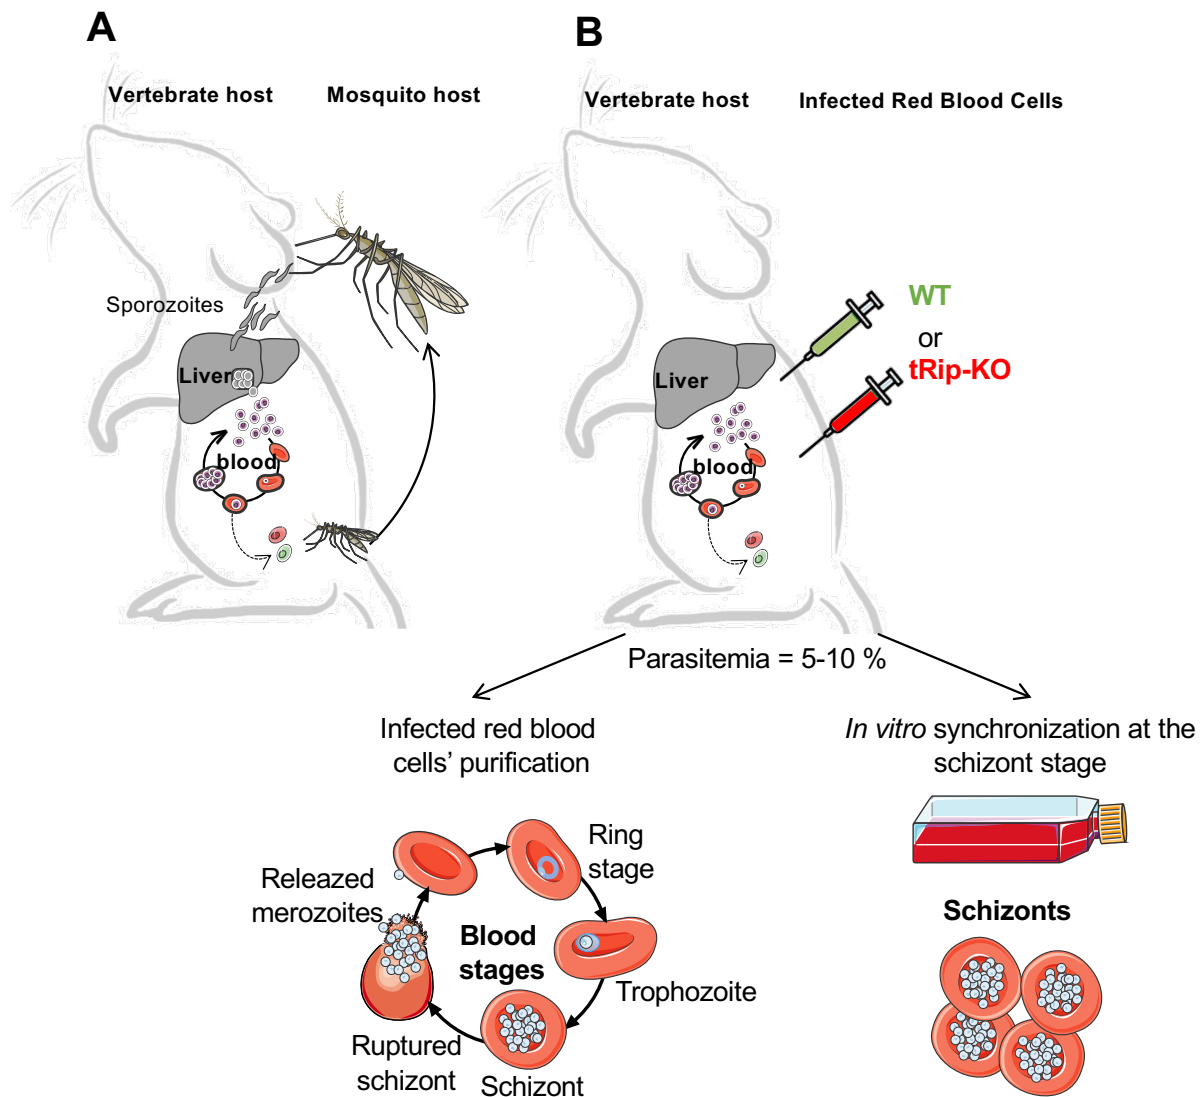 A
B
Vertebrate host
Mosquito host
Vertebrate host
Infected Red Blood Cells
Sporozoites
Liver
blood
WT
or
tRip-KO
Liver
blood
Parasitemia = 5-10 %
Infected red blood
cells’ purification
In vitro synchronization at the
schizont stage
Ring
stage
Releazed
merozoites
Blood
stages
Trophozoite
Ruptured
schizont
Schizont
Schizonts